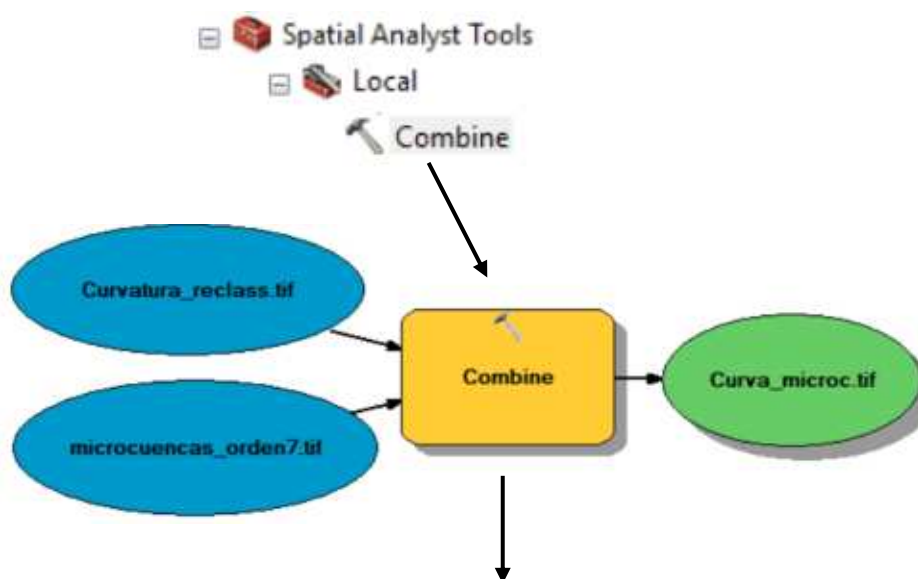 Spatial Analyst Tools
Local
Combine
Curvatura_reclass.tif
Combine
Curva_microc.tif
microcuencas_orden7.tif